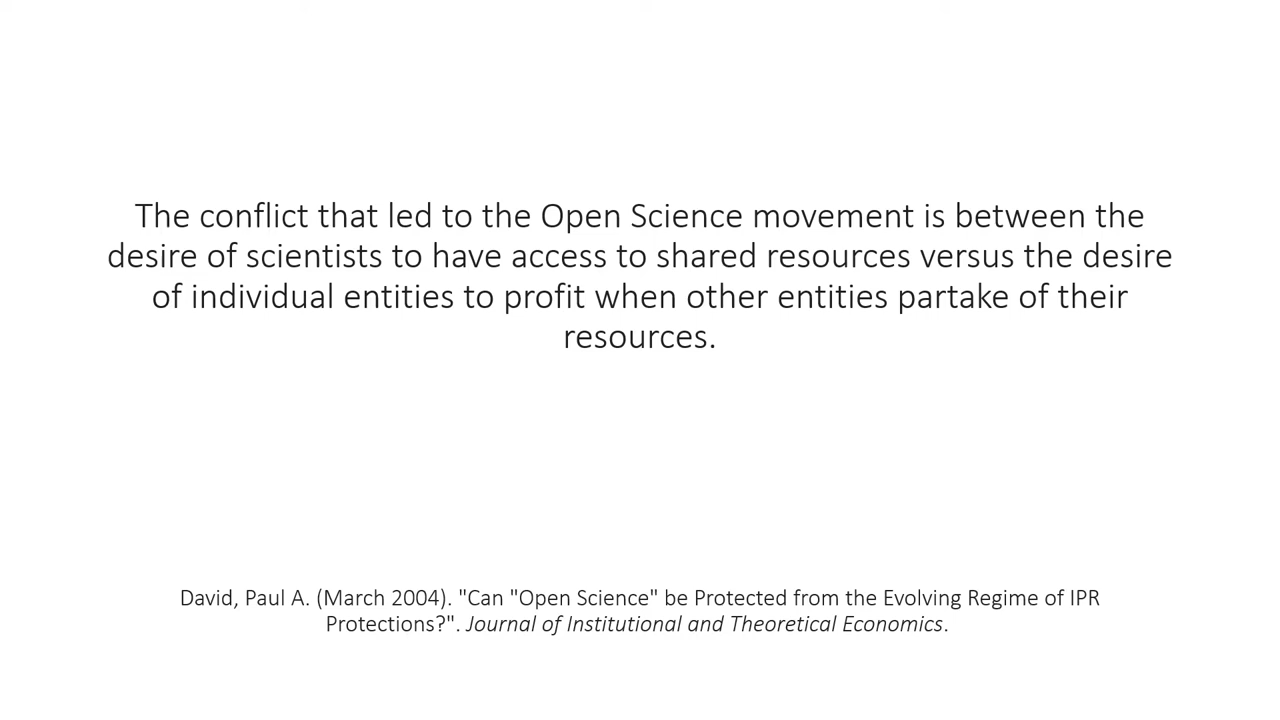 The conflict that led to the Open Science movement is between the
desire of scientists to have access to shared resources versus the desire
of individual entities to profit when other entities partake of their
resources.
David, Paul A. (March 2004). "Can "Open Science" be Protected from the Evolving Regime of IPR
Protections?". Journal of Institutional and Theoretical Economics.